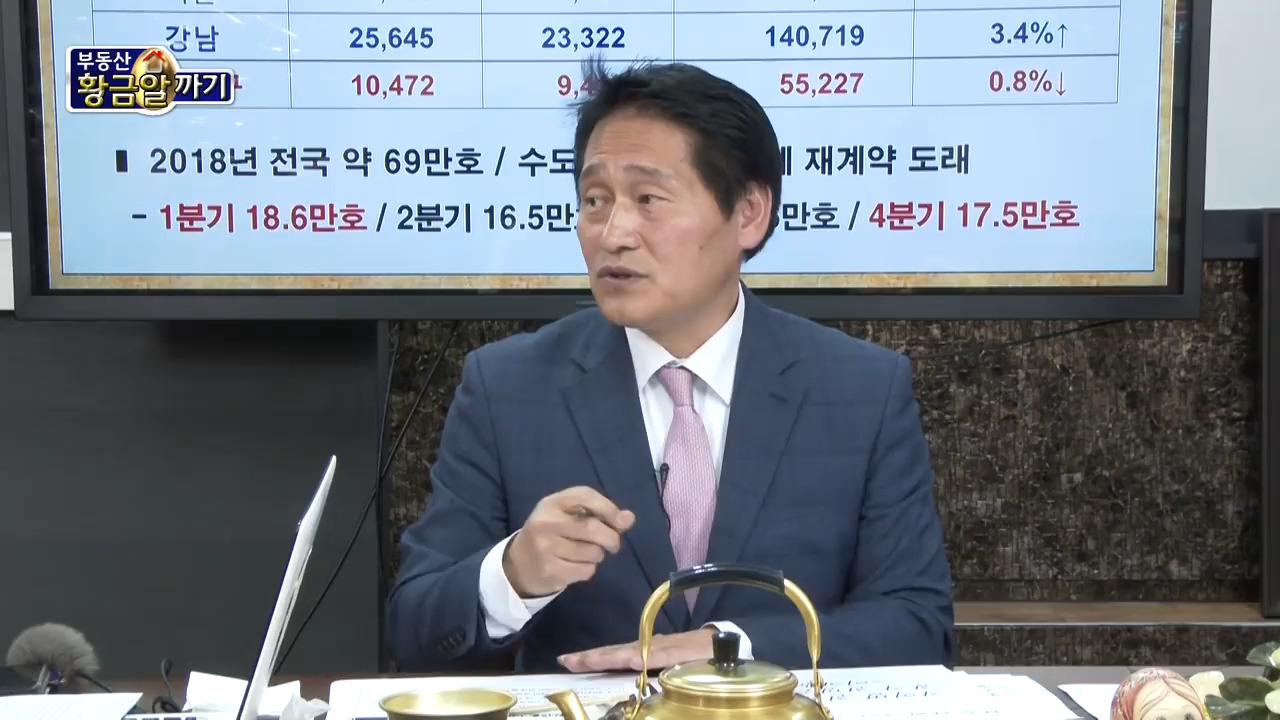 강남 25,645 23,322 140,719 3.4%↑
부동산
황금알까기
10,472 55,227 0.8%↓
▮ 2018년 전국 약 69만호 / 재계약 도래
- 1분기 18.6만호 / 2분기 16.5만 만호 / 4분기 17.5만호